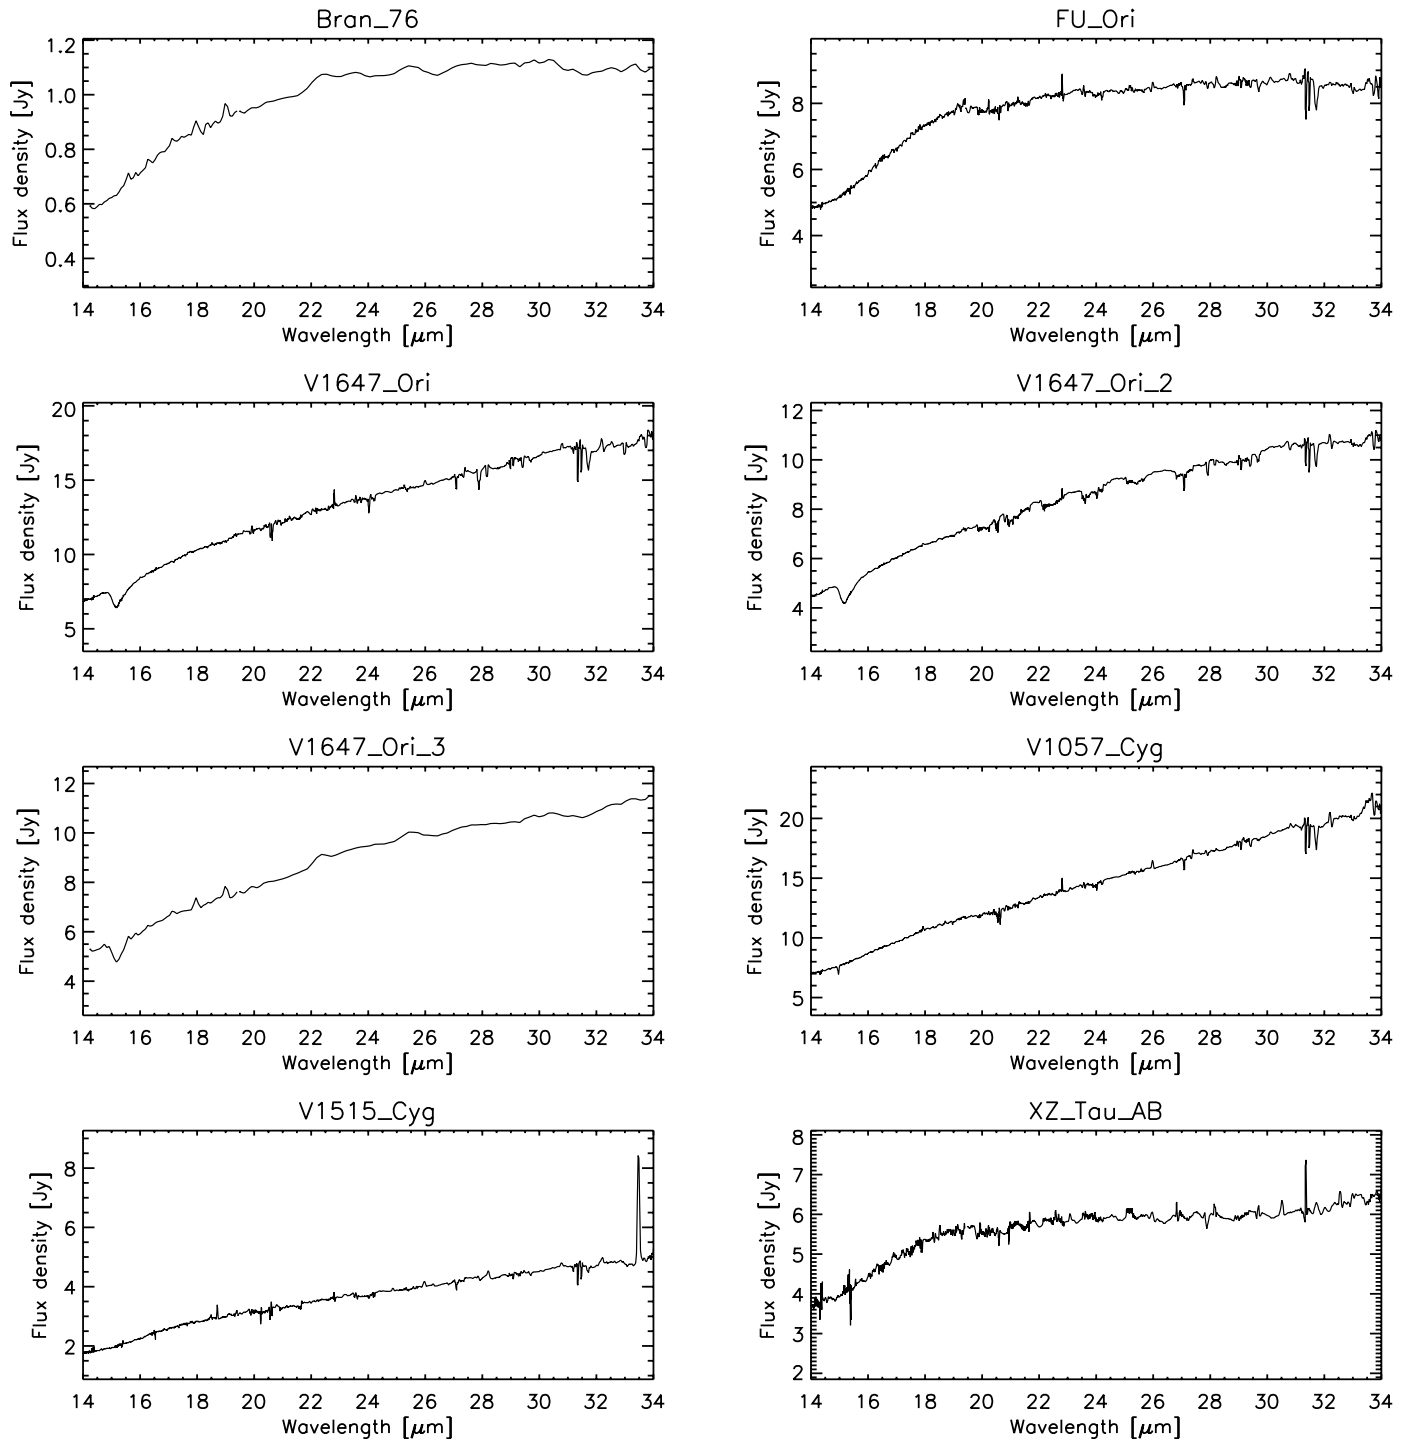 Bran_76
FU_Ori
Flux density [Jy]
1.2
1.0
0.8
0.6
0.4
14 16 18 20 22 24 26 28 30 32 34
Wavelength [μm]
Flux density [Jy]
8
6
4
14 16 18 20 22 24 26 28 30 32 34
Wavelength [μm]
V1647_Ori
V1647_Ori_2
Flux density [Jy]
20
15
10
5
14 16 18 20 22 24 26 28 30 32 34
Wavelength [μm]
Flux density [Jy]
12
10
8
6
4
14 16 18 20 22 24 26 28 30 32 34
Wavelength [μm]
V1647_Ori_3
V1057_Cyg
Flux density [Jy]
12
10
8
6
4
14 16 18 20 22 24 26 28 30 32 34
Wavelength [μm]
Flux density [Jy]
20
15
10
5
14 16 18 20 22 24 26 28 30 32 34
Wavelength [μm]
V1515_Cyg
XZ_Tau_AB
Flux density [Jy]
8
6
4
2
14 16 18 20 22 24 26 28 30 32 34
Wavelength [μm]
Flux density [Jy]
8
7
6
5
4
3
2
14 16 18 20 22 24 26 28 30 32 34
Wavelength [μm]